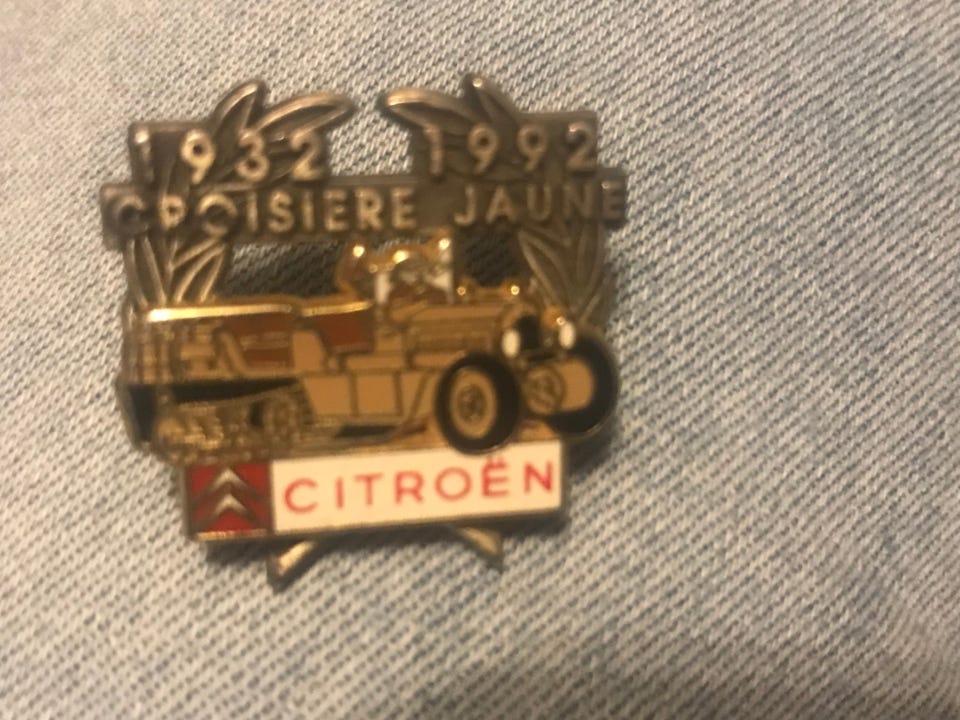 1932 1992
CROISIERE JAUNE
CITROËN